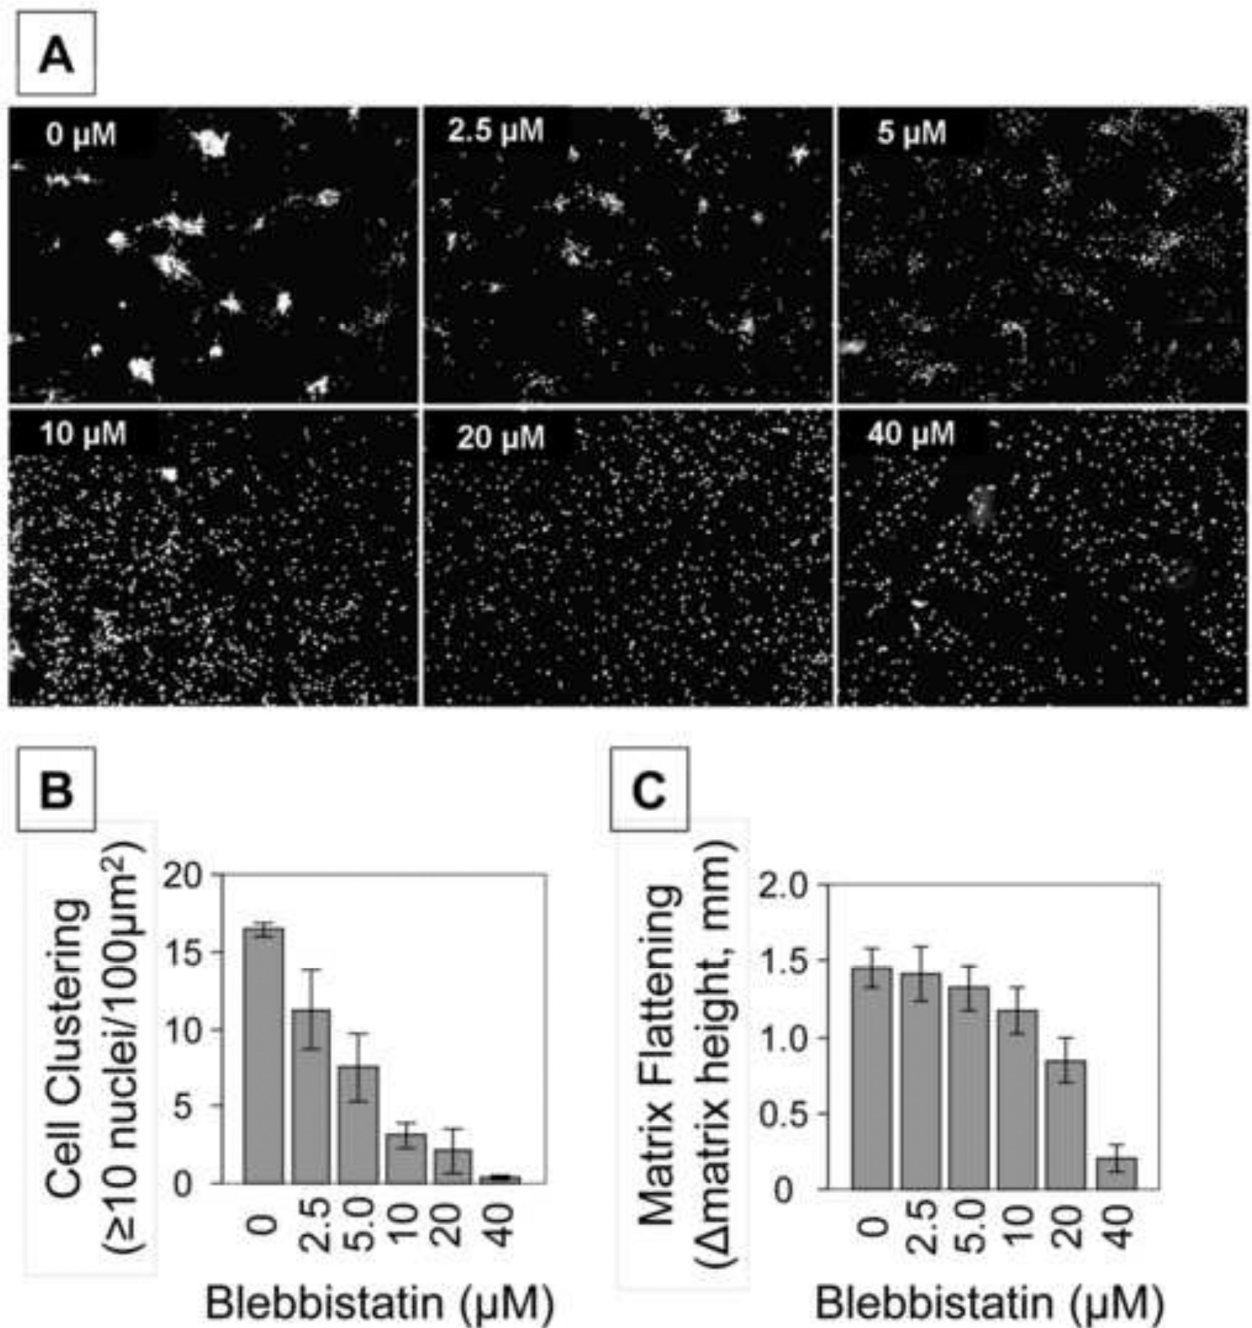 A
0 μM
2.5 μM
5 μM
10 μM
20 μM
40 μM
B
Cell Clustering
(≥10 nuclei/100μm²)
20
15
10
5
0
0
2.5
5.0
10
20
40
Blebbistatin (μM)
C
Matrix Flattening
(Δmatrix height, mm)
2.0
1.5
1.0
0.5
0
0
2.5
5.0
10
20
40
Blebbistatin (μM)